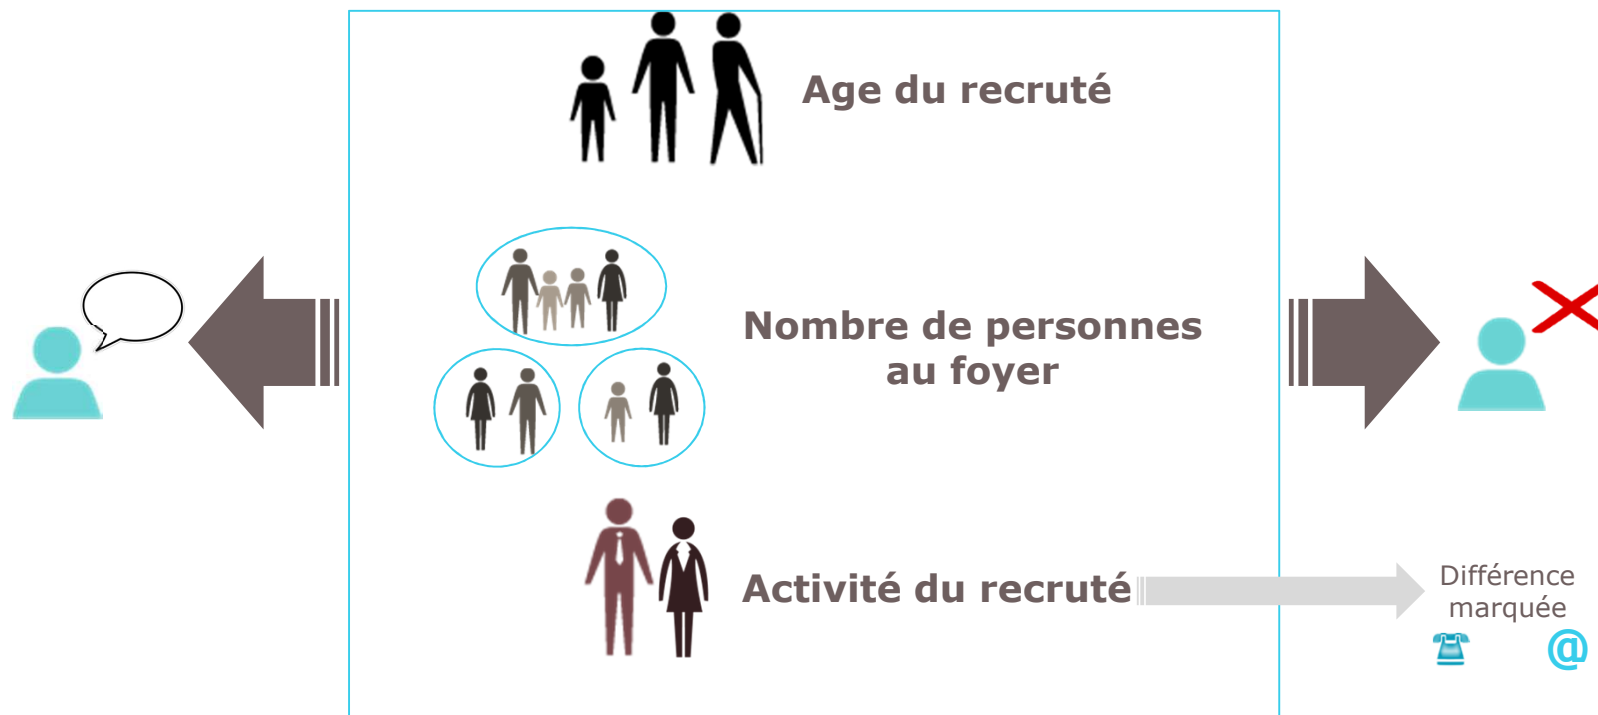 Age du recruté
Nombre de personnes
au foyer
Activité du recruté
Différence
marquée
@